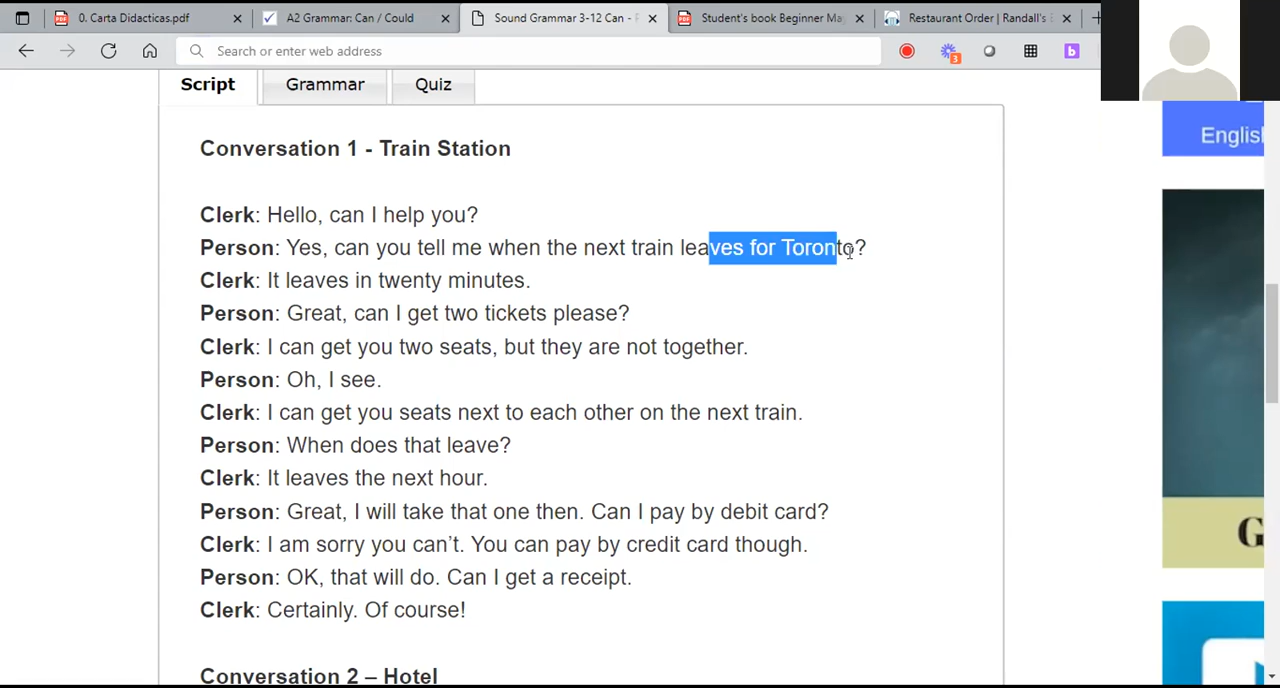 0. Carta Didacticas.pdf
A2 Grammar: Can / Could
Sound Grammar 3-12 Can -
Student's book Beginner
Restaurant Order | Randall's
Search or enter web address
3
b
Script
Grammar
Quiz
English
Conversation 1 - Train Station
Clerk: Hello, can I help you?
Person: Yes, can you tell me when the next train leaves for Toronto?
Clerk: It leaves in twenty minutes.
Person: Great, can I get two tickets please?
Clerk: I can get you two seats, but they are not together.
Person: Oh, I see.
Clerk: I can get you seats next to each other on the next train.
Person: When does that leave?
Clerk: It leaves the next hour.
Person: Great, I will take that one then. Can I pay by debit card?
Clerk: I am sorry you can’t. You can pay by credit card though.
Person: OK, that will do. Can I get a receipt.
Clerk: Certainly. Of course!
Conversation 2 – Hotel
G